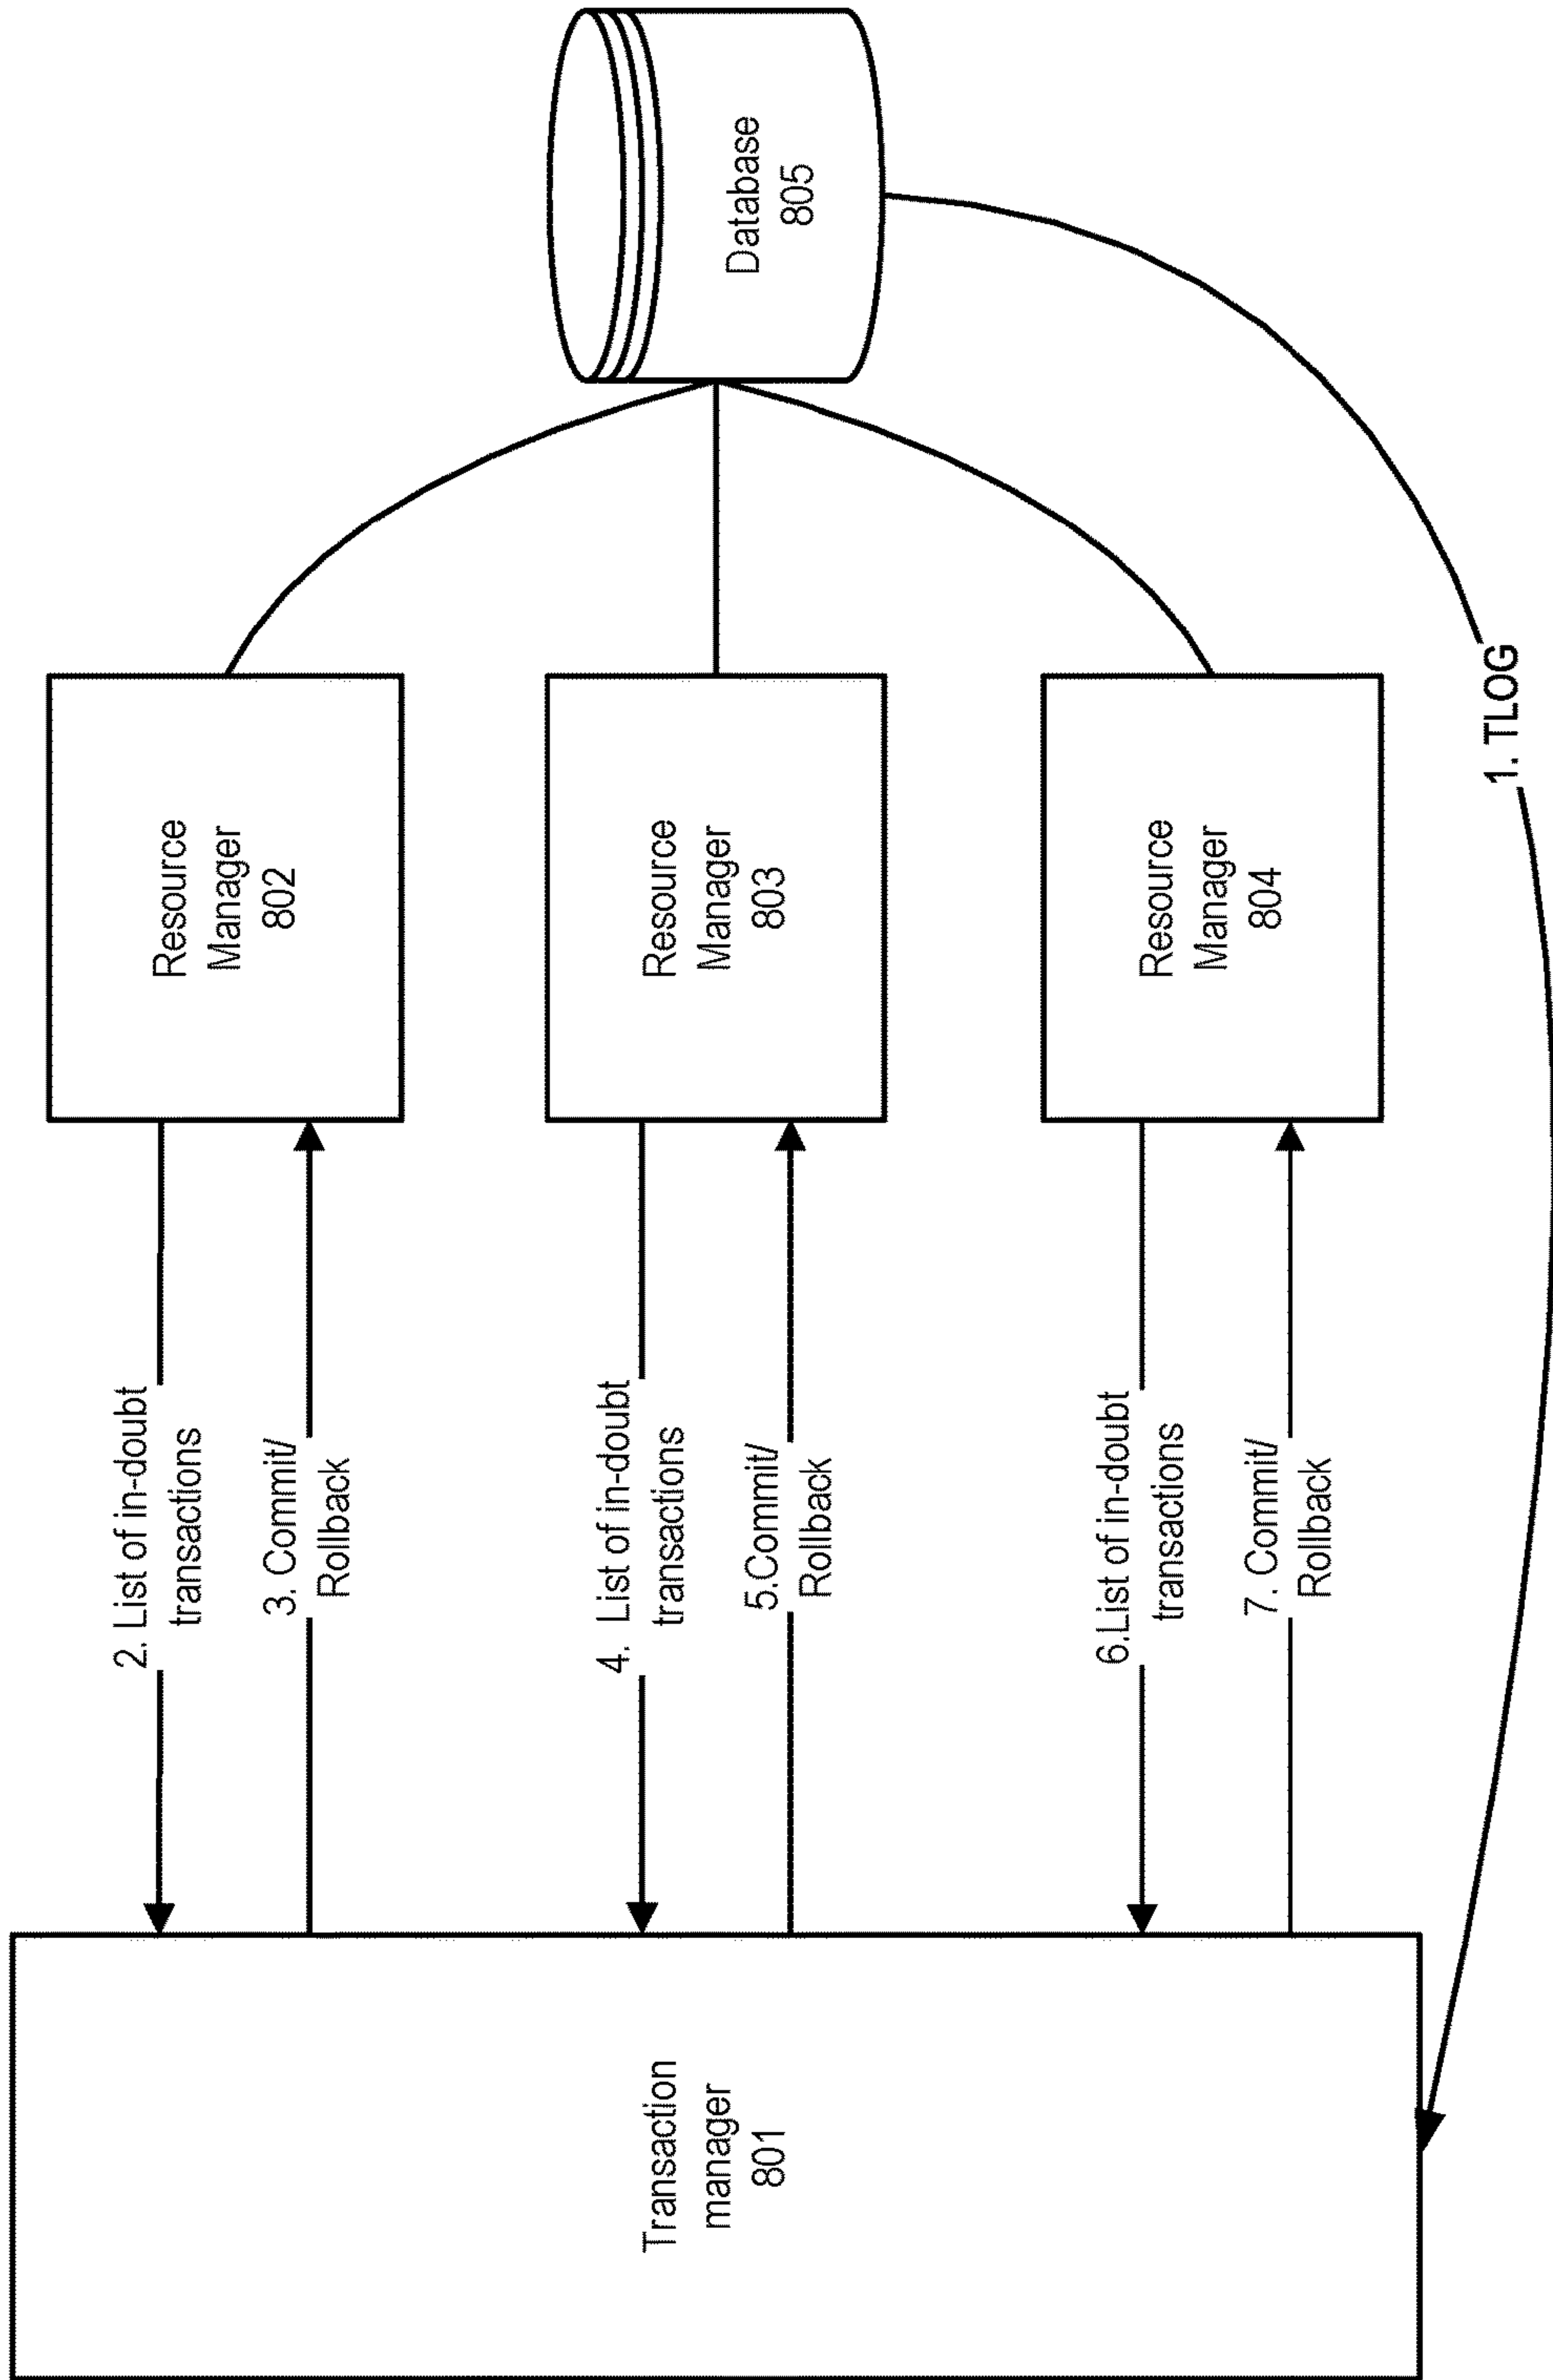 Transaction
manager
801
2. List of in-doubt
transactions
3. Commit/
Rollback
4. List of in-doubt
transactions
5.Commit/
Rollback
6.List of in-doubt
transactions
7. Commit/
Rollback
Resource
Manager
802
Resource
Manager
803
Resource
Manager
804
Database
805
1. TLOG